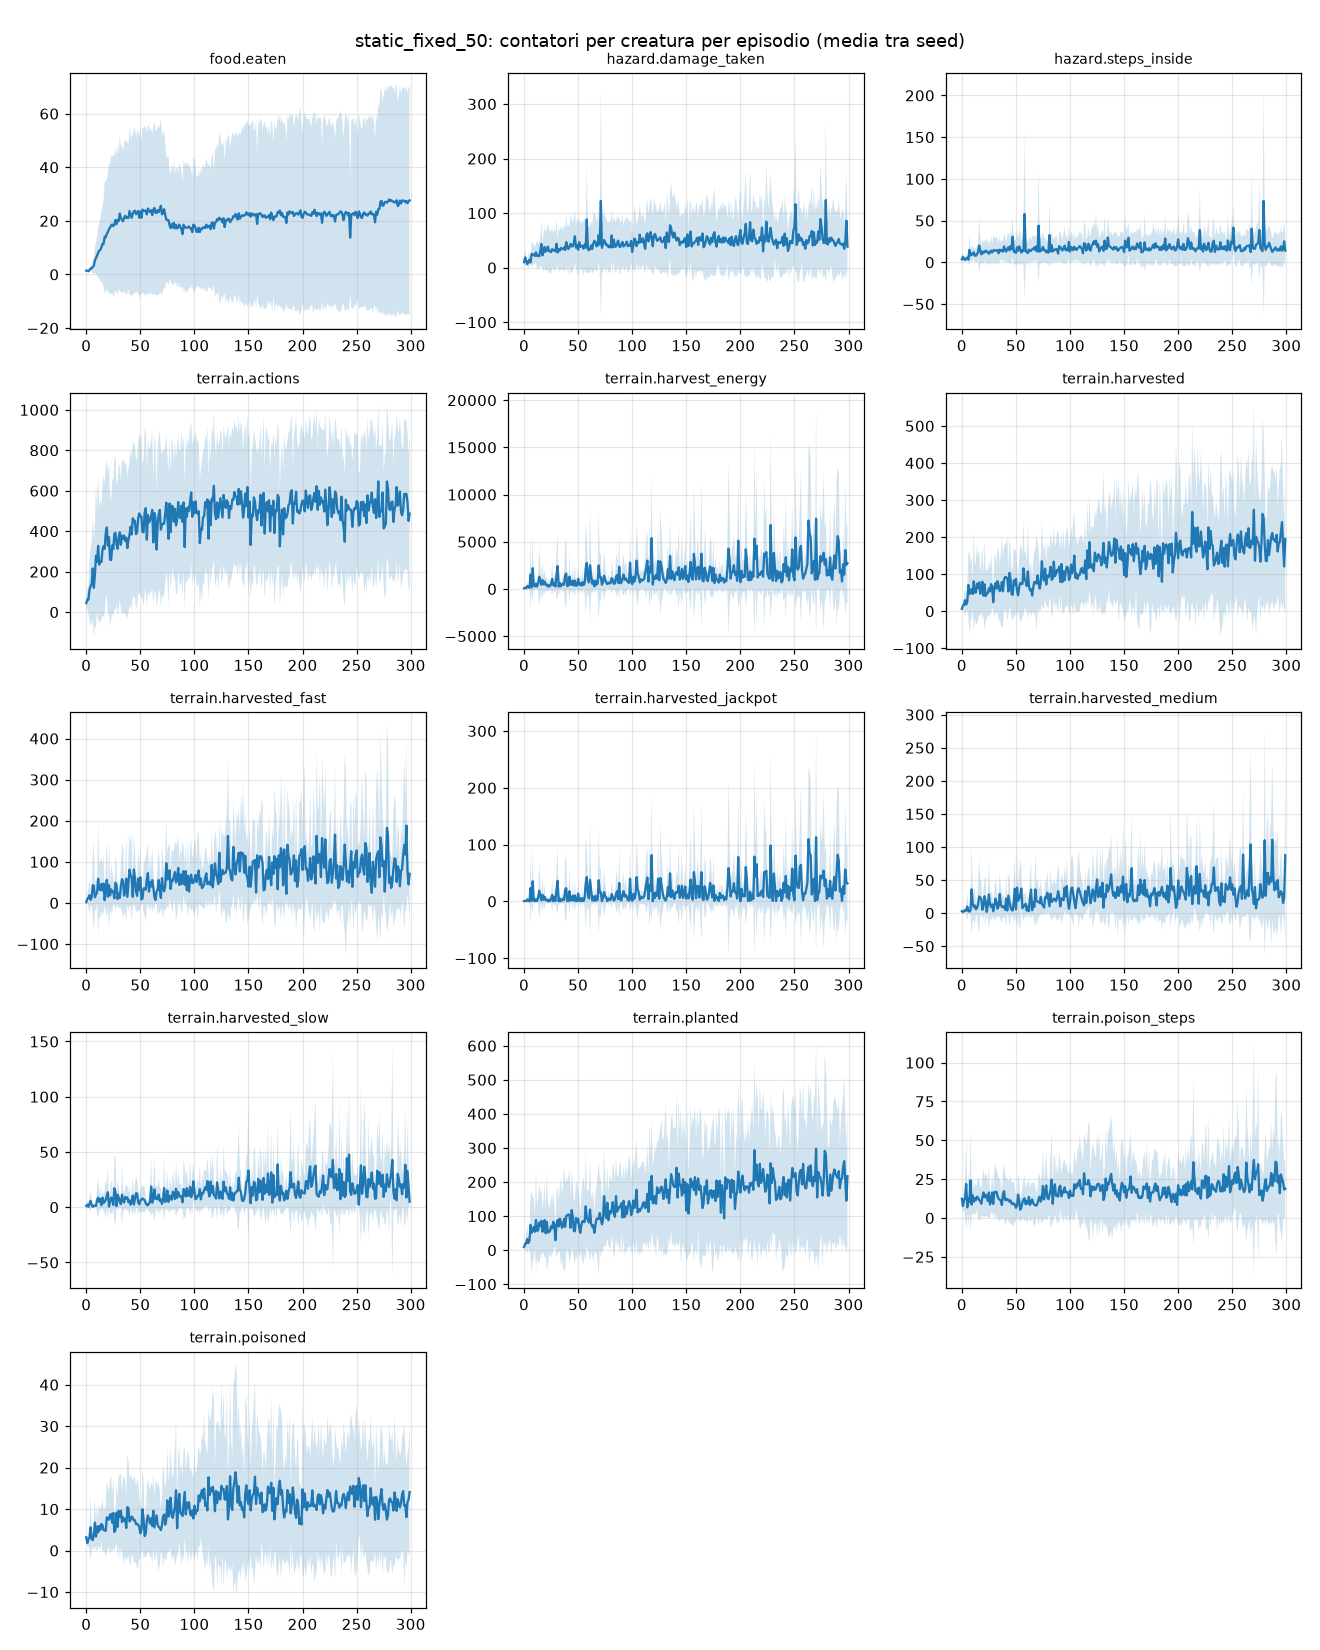 static_fixed_50: contatori per creatura per episodio (media tra seed)
food.eaten
hazard.damage_taken
hazard.steps_inside
60
40
20
0
−20
0 50 100 150 200 250 300
300
200
100
0
−100
0 50 100 150 200 250 300
200
150
100
50
0
−50
0 50 100 150 200 250 300
terrain.actions
terrain.harvest_energy
terrain.harvested
1000
800
600
400
200
0
0 50 100 150 200 250 300
20000
15000
10000
5000
0
−5000
0 50 100 150 200 250 300
500
400
300
200
100
0
−100
0 50 100 150 200 250 300
terrain.harvested_fast
terrain.harvested_jackpot
terrain.harvested_medium
400
300
200
100
0
−100
0 50 100 150 200 250 300
300
200
100
0
−100
0 50 100 150 200 250 300
300
250
200
150
100
50
0
−50
0 50 100 150 200 250 300
terrain.harvested_slow
terrain.planted
terrain.poison_steps
150
100
50
0
−50
0 50 100 150 200 250 300
600
500
400
300
200
100
0
−100
0 50 100 150 200 250 300
100
75
50
25
0
−25
0 50 100 150 200 250 300
terrain.poisoned
40
30
20
10
0
−10
0 50 100 150 200 250 300